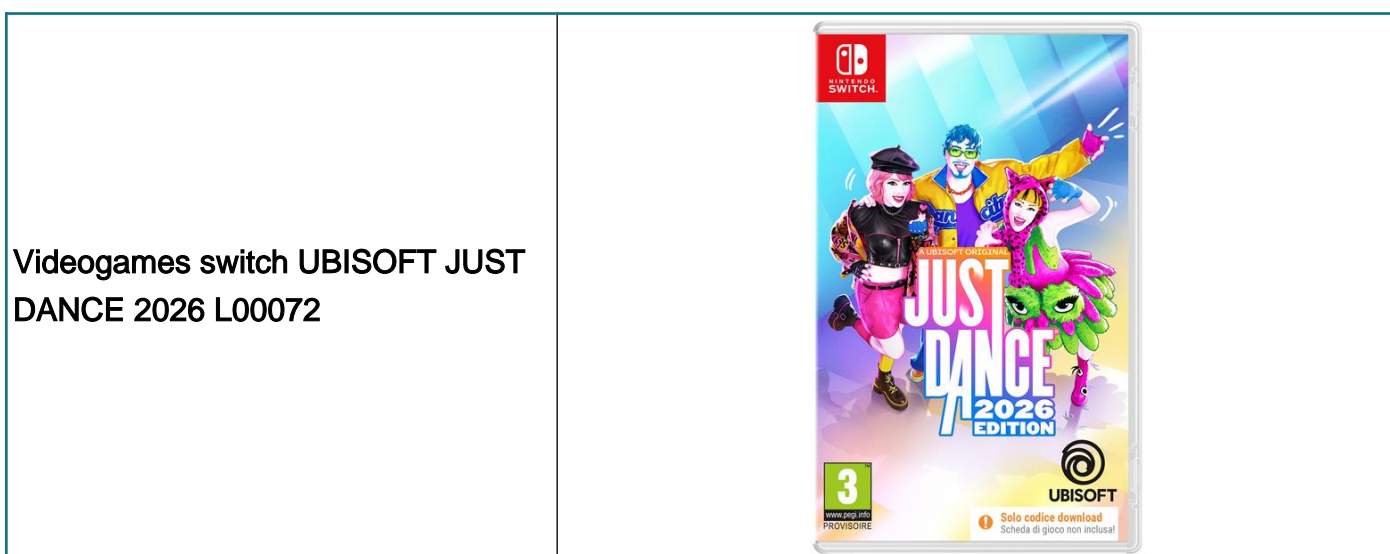 Videogames switch UBISOFT JUST
DANCE 2026 L00072
NINTENDO
SWITCH.
A UBISOFT ORIGINAL
JUST
DANCE
2026
EDITION
3
www.pegi.info
PROVISOIRE
UBISOFT
Solo codice download
Scheda di gioco non inclusa!